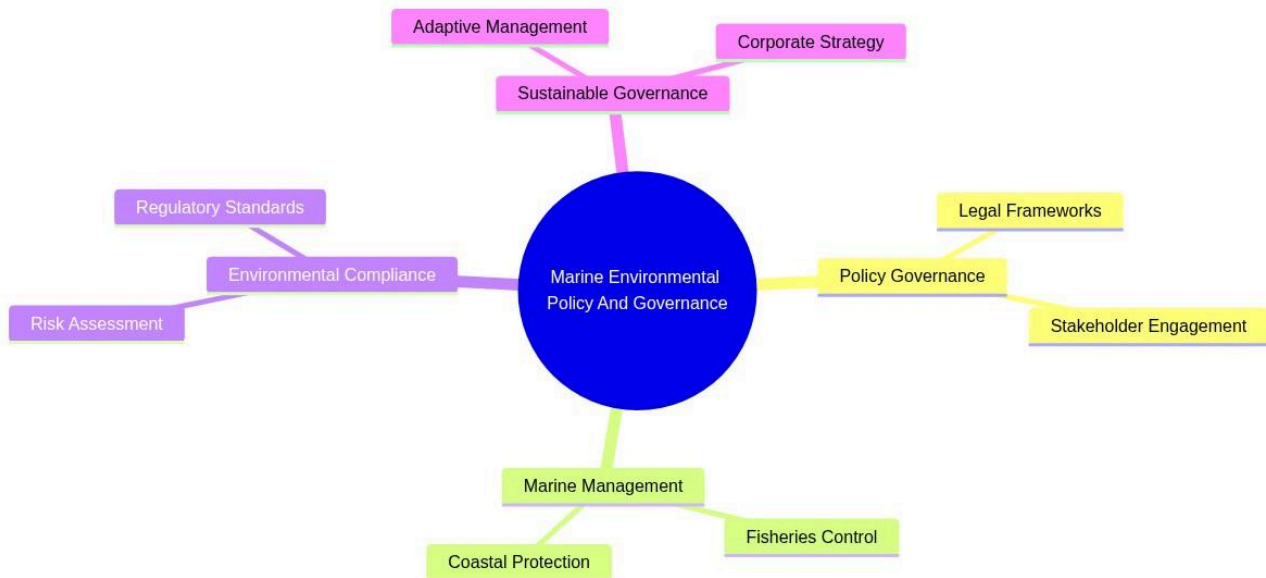 Adaptive Management
Corporate Strategy
Sustainable Governance
Regulatory Standards
Legal Frameworks
Environmental Compliance
Marine Environmental
Policy And Governance
Policy Governance
Risk Assessment
Stakeholder Engagement
Marine Management
Fisheries Control
Coastal Protection